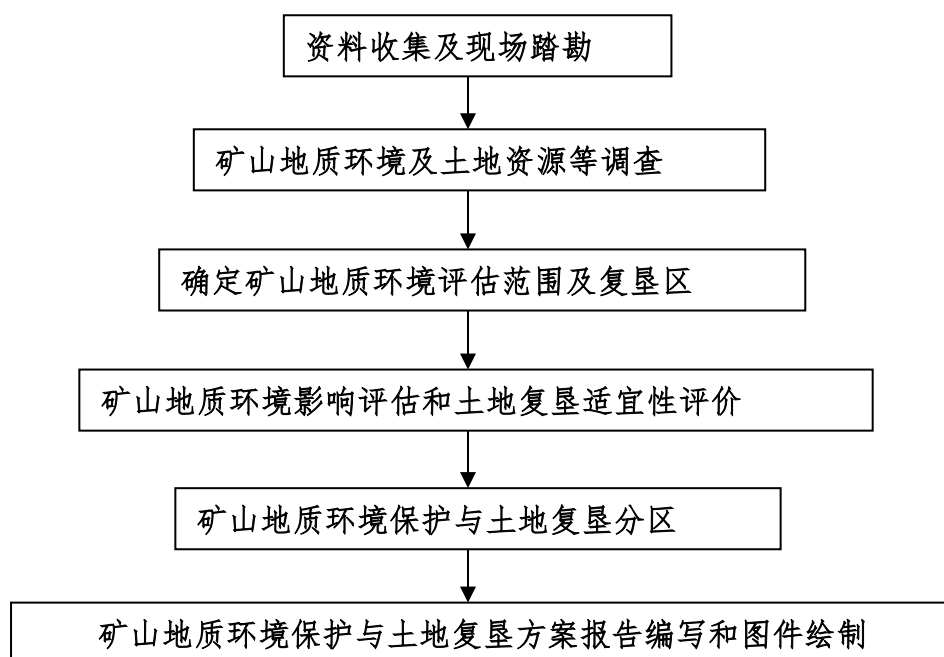 资料收集及现场踏勘
矿山地质环境及土地资源等调查
确定矿山地质环境评估范围及复垦区
矿山地质环境影响评估和土地复垦适宜性评价
矿山地质环境保护与土地复垦分区
矿山地质环境保护与土地复垦方案报告编写和图件绘制